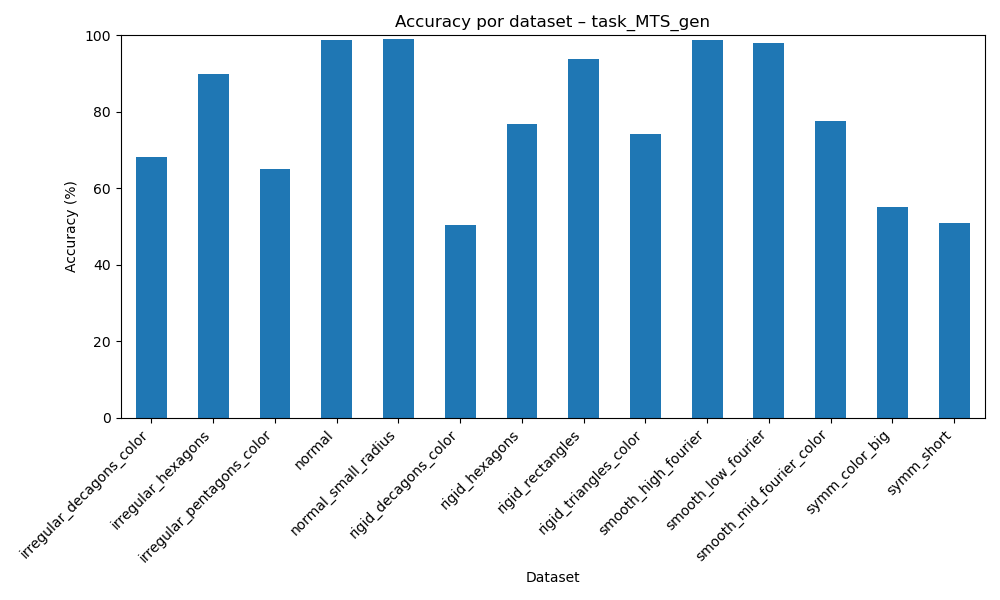 Accuracy por dataset – task_MTS_gen
Accuracy (%)
100
80
60
40
20
0
irregular_decagons_color
irregular_hexagons
irregular_pentagons_color
normal
normal_small_radius
rigid_decagons_color
rigid_hexagons
rigid_rectangles
rigid_triangles_color
smooth_high_fourier
smooth_low_fourier
smooth_mid_fourier_color
symm_color_big
symm_short
Dataset